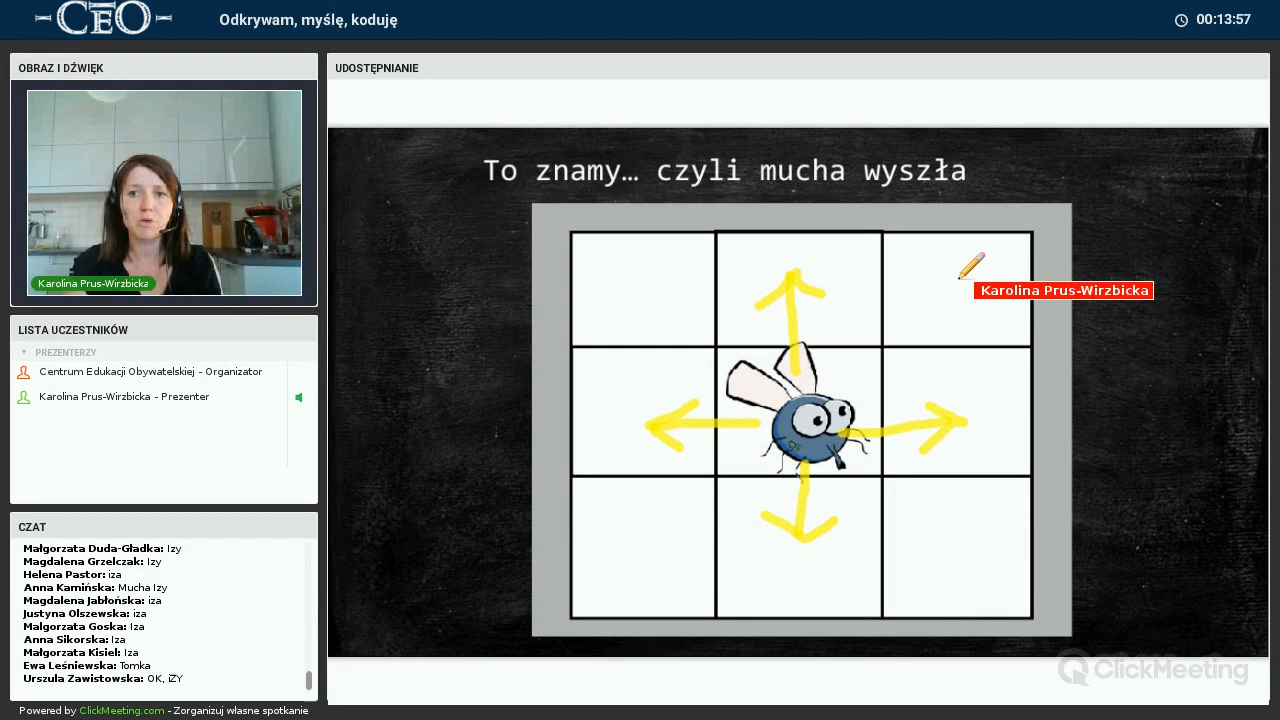 CEO
Odkrywam, myślę, koduję
00:13:57
OBRAZ I DŹWIĘK
Karolina Prus-Wirzbicka
LISTA UCZESTNIKÓW
PREZENTERZY
Centrum Edukacji Obywatelskiej - Organizator
Karolina Prus-Wirzbicka - Prezenter
CZAT
Małgorzata Duda-Gładka: Izy
Magdalena Grzelczak: Izy
Helena Pastor: iza
Anna Kamińska: Mucha Izy
Magdalena Jabłońska: iza
Justyna Olszewska: iza
Małgorzata Goska: Iza
Anna Sikorska: Iza
Małgorzata Kisiel: Iza
Ewa Leśniewska: Tomka
Urszula Zawistowska: OK, iZY
Powered by ClickMeeting.com - Zorganizuj własne spotkanie
UDOSTĘPNIANIE
To znamy… czyli mucha wyszła
Karolina Prus-Wirzbicka
ClickMeeting